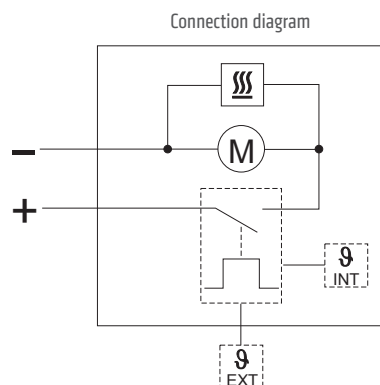 Connection diagram
M
−
+
ϑ
INT
ϑ
EXT